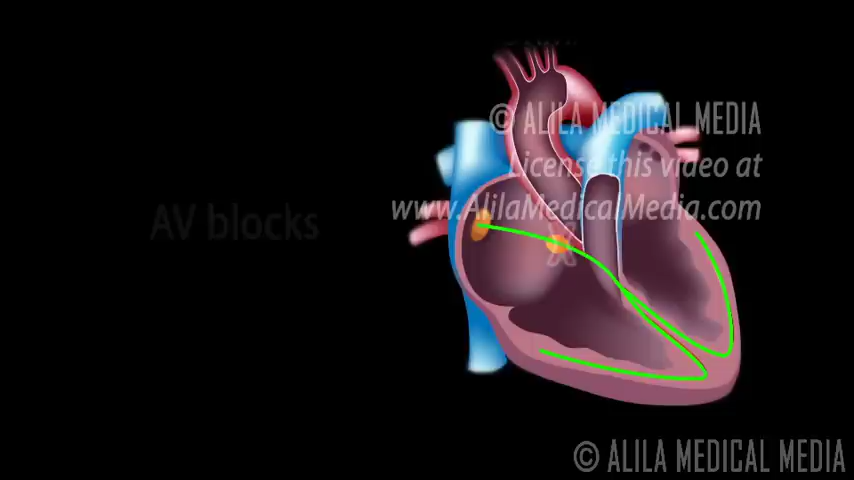 © ALILA MEDICAL MEDIA
License this video at
www.AlilaMedicalMedia.com
AV blocks
© ALILA MEDICAL MEDIA